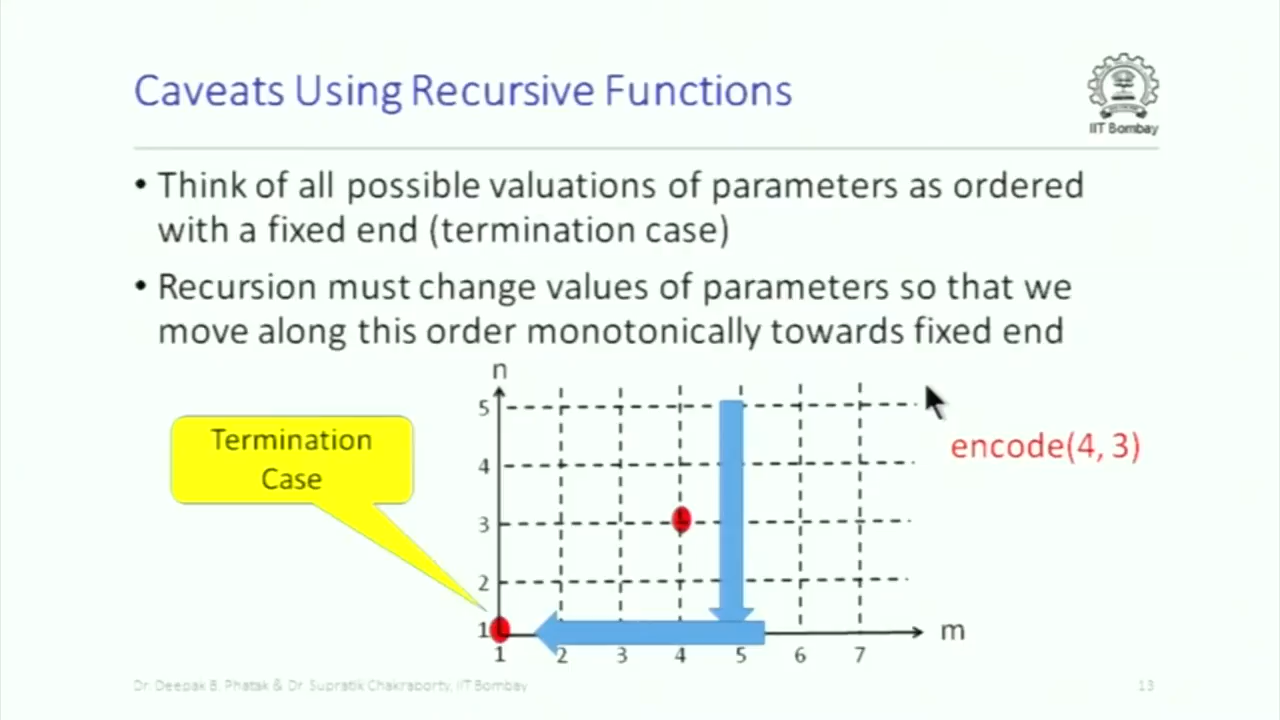 Caveats Using Recursive Functions
IIT Bombay
• Think of all possible valuations of parameters as ordered
with a fixed end (termination case)
• Recursion must change values of parameters so that we
move along this order monotonically towards fixed end
n
5
4
3
2
1
Termination
Case
encode(4, 3)
m
1 2 3 4 5 6 7
Dr. Deepak B. Phatak & Dr. Supratik Chakraborty, IIT Bombay
13